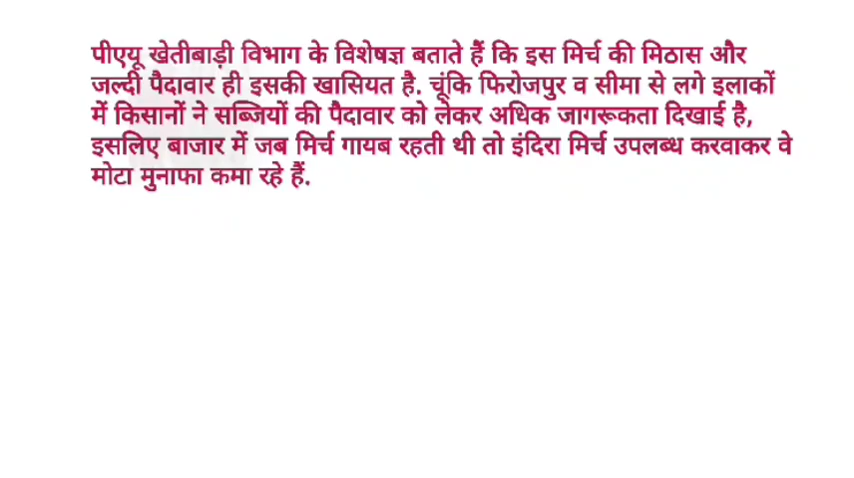 पीएयू खेतीबाड़ी विभाग के विशेषज्ञ बताते हैं कि इस मिर्च की मिठास और
जल्दी पैदावार ही इसकी खासियत है. चूंकि फिरोजपुर व सीमा से लगे इलाकों
में किसानों ने सब्जियों की पैदावार को लेकर अधिक जागरूकता दिखाई है,
इसलिए बाजार में जब मिर्च गायब रहती थी तो इंदिरा मिर्च उपलब्ध करवाकर वे
मोटा मुनाफा कमा रहे हैं.